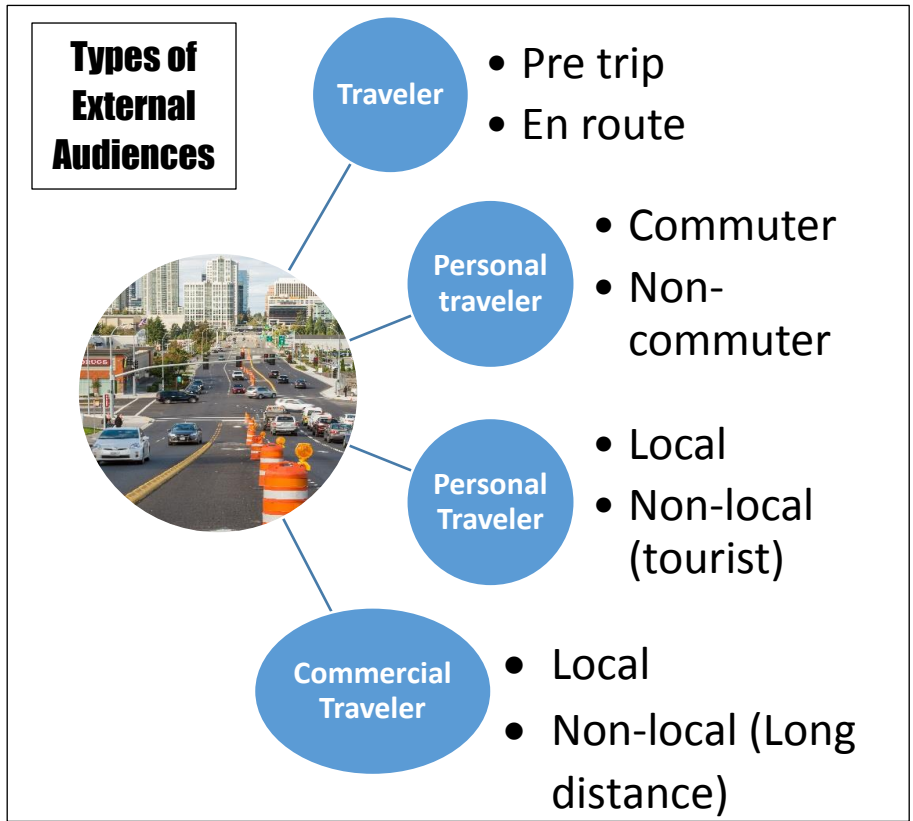 Types of
External
Audiences
Traveler
• Pre trip
• En route
Personal
traveler
• Commuter
• Non-
commuter
Personal
Traveler
• Local
• Non-local
(tourist)
Commercial
Traveler
• Local
• Non-local (Long
distance)